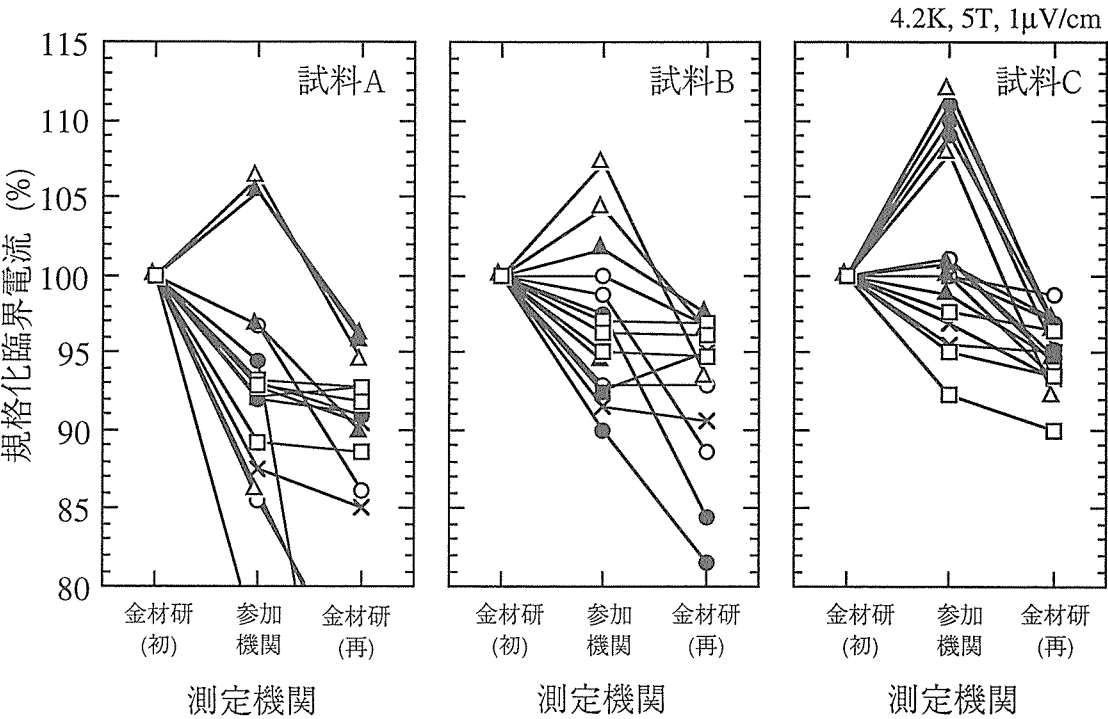 4.2K, 5T, 1μV/cm
規格化臨界電流 (%)
115
110
105
100
95
90
85
80
試料A
試料B
試料C
金材研
(初)
参加
機関
金材研
(再)
金材研
(初)
参加
機関
金材研
(再)
金材研
(初)
参加
機関
金材研
(再)
測定機関
測定機関
測定機関